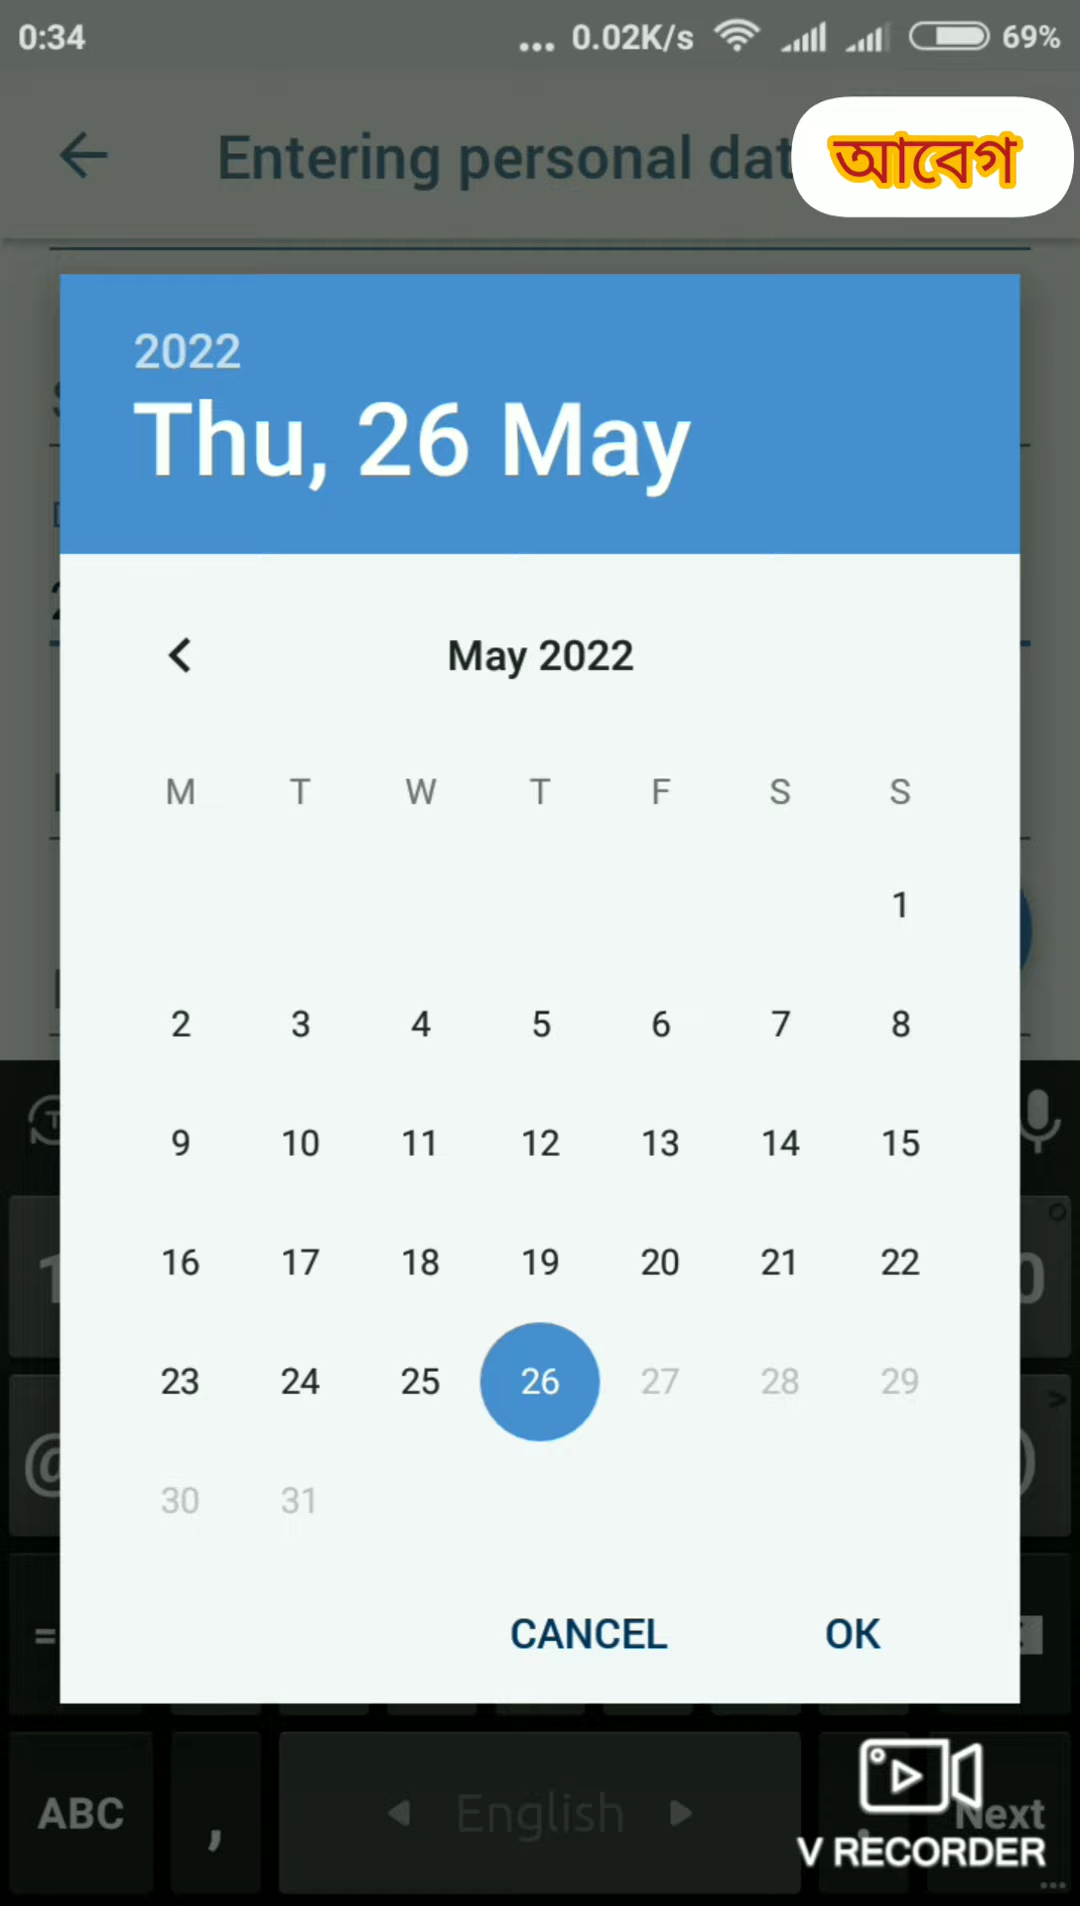 0:34 ... 0.02K/s 69%
Entering personal dat
আবেগ
2022
Thu, 26 May
May 2022
M T W T F S S
1
2 3 4 5 6 7 8
9 10 11 12 13 14 15
16 17 18 19 20 21 22
23 24 25 26 27 28 29
30 31
CANCEL OK
ABC , English . Next
V RECORDER